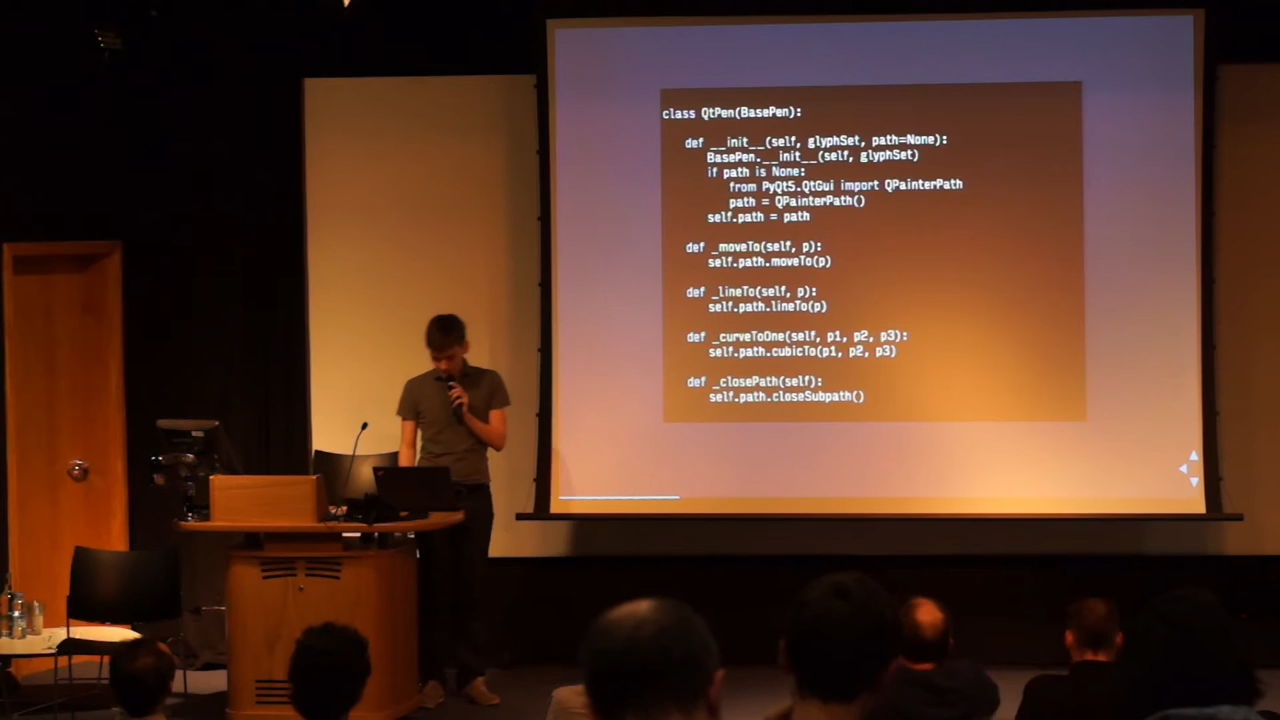 class QtPen(BasePen):
def __init__(self, glyphSet, path=None):
BasePen.__init__(self, glyphSet)
if path is None:
from PyQt5.QtGui import QPainterPath
path = QPainterPath()
self.path = path
def _moveTo(self, p):
self.path.moveTo(p)
def _lineTo(self, p):
self.path.lineTo(p)
def _curveToOne(self, p1, p2, p3):
self.path.cubicTo(p1, p2, p3)
def _closePath(self):
self.path.closeSubpath()